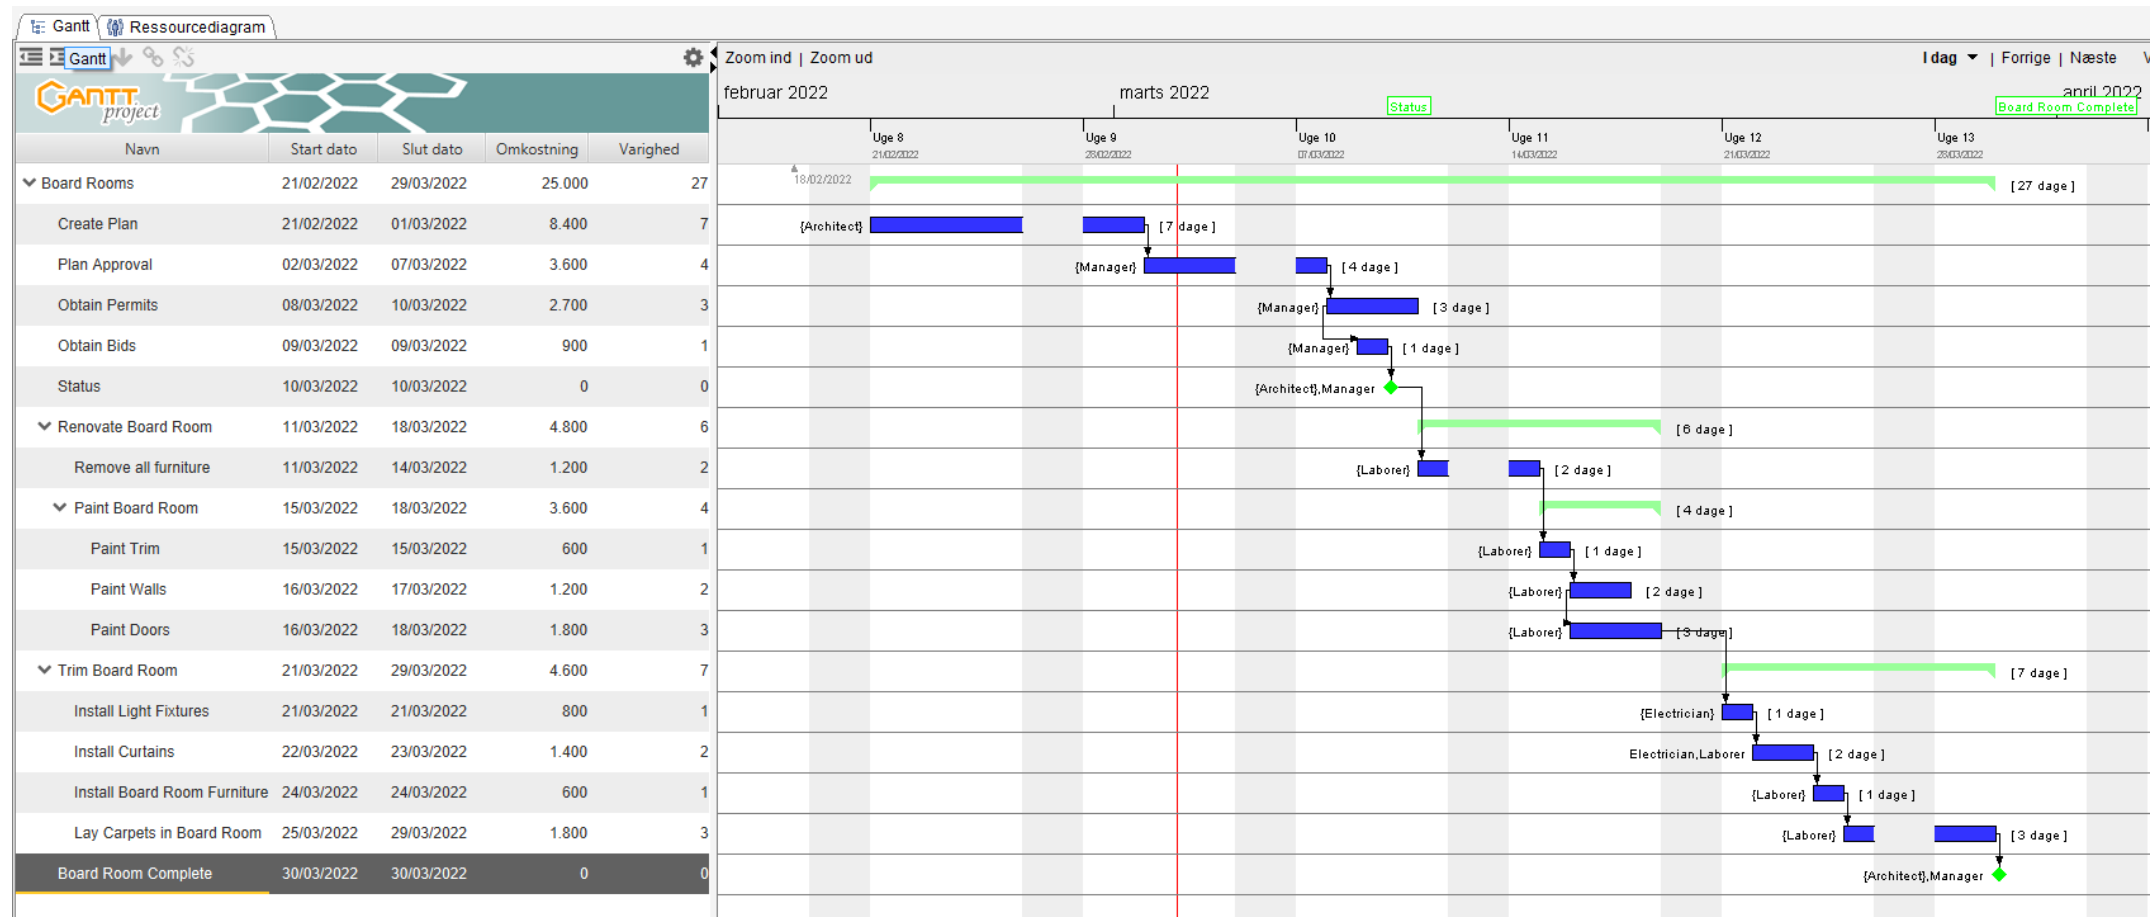 Gantt Ressourcediagram
Gantt
Zoom ind | Zoom ud
I dag | Forrige | Næste
GANTT project
februar 2022 marts 2022 april 2022
Status Board Room Complete
Uge 8 Uge 9 Uge 10 Uge 11 Uge 12 Uge 13
21/02/2022 28/02/2022 07/03/2022 14/03/2022 21/03/2022 28/03/2022
Navn Start dato Slut dato Omkostning Varighed
Board Rooms 21/02/2022 29/03/2022 25.000 27 18/02/2022 [ 27 dage ]
Create Plan 21/02/2022 01/03/2022 8.400 7 {Architect} [ 7 dage ]
Plan Approval 02/03/2022 07/03/2022 3.600 4 {Manager} [ 4 dage ]
Obtain Permits 08/03/2022 10/03/2022 2.700 3 {Manager} [ 3 dage ]
Obtain Bids 09/03/2022 09/03/2022 900 1 {Manager} [ 1 dage ]
Status 10/03/2022 10/03/2022 0 0 {Architect},Manager
Renovate Board Room 11/03/2022 18/03/2022 4.800 6 [ 6 dage ]
Remove all furniture 11/03/2022 14/03/2022 1.200 2 {Laborer} [ 2 dage ]
Paint Board Room 15/03/2022 18/03/2022 3.600 4 [ 4 dage ]
Paint Trim 15/03/2022 15/03/2022 600 1 {Laborer} [ 1 dage ]
Paint Walls 16/03/2022 17/03/2022 1.200 2 {Laborer} [ 2 dage ]
Paint Doors 16/03/2022 18/03/2022 1.800 3 {Laborer} [ 3 dage ]
Trim Board Room 21/03/2022 29/03/2022 4.600 7 [ 7 dage ]
Install Light Fixtures 21/03/2022 21/03/2022 800 1 {Electrician} [ 1 dage ]
Install Curtains 22/03/2022 23/03/2022 1.400 2 Electrician,Laborer [ 2 dage ]
Install Board Room Furniture 24/03/2022 24/03/2022 600 1 {Laborer} [ 1 dage ]
Lay Carpets in Board Room 25/03/2022 29/03/2022 1.800 3 {Laborer} [ 3 dage ]
Board Room Complete 30/03/2022 30/03/2022 0 0 {Architect},Manager